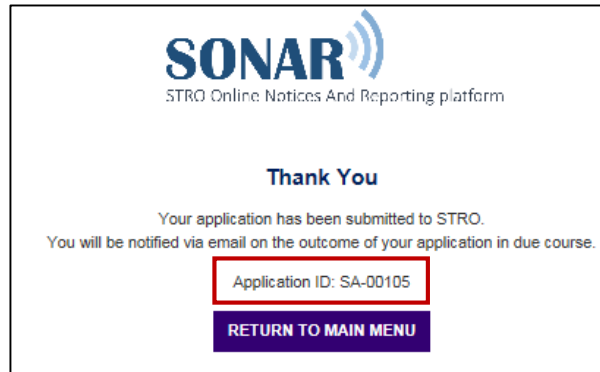 SONAR
STRO Online Notices And Reporting platform
Thank You
Your application has been submitted to STRO.
You will be notified via email on the outcome of your application in due course.
Application ID: SA-00105
RETURN TO MAIN MENU